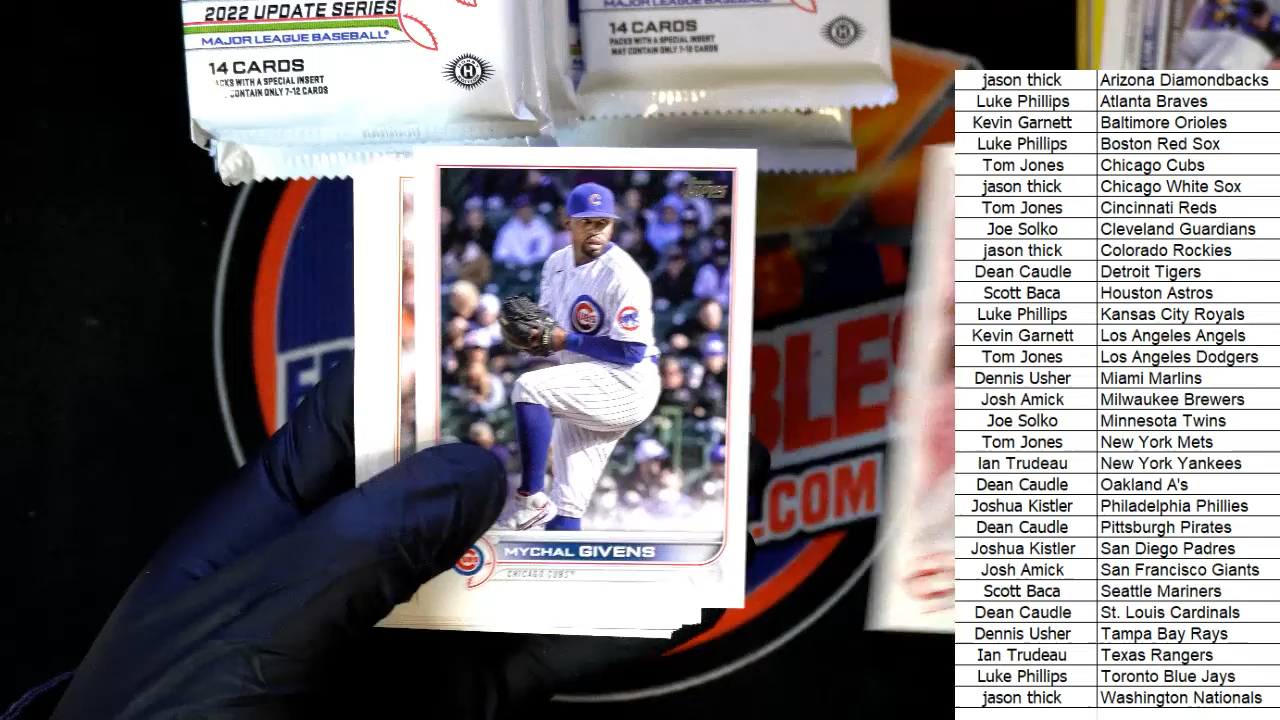 2022 UPDATE SERIES
MAJOR LEAGUE BASEBALL®
14 CARDS
PACKS WITH A SPECIAL INSERT
CONTAIN ONLY 7-12 CARDS
MAJOR LEAGUE BASEBALL
14 CARDS
PACKS WITH A SPECIAL INSERT
MAY CONTAIN ONLY 7-12 CARDS
H
TOPPS
MYCHAL GIVENS
CHICAGO CUBS®
BLES
.COM
jason thick Arizona Diamondbacks
Luke Phillips Atlanta Braves
Kevin Garnett Baltimore Orioles
Luke Phillips Boston Red Sox
Tom Jones Chicago Cubs
jason thick Chicago White Sox
Tom Jones Cincinnati Reds
Joe Solko Cleveland Guardians
jason thick Colorado Rockies
Dean Caudle Detroit Tigers
Scott Baca Houston Astros
Luke Phillips Kansas City Royals
Kevin Garnett Los Angeles Angels
Tom Jones Los Angeles Dodgers
Dennis Usher Miami Marlins
Josh Amick Milwaukee Brewers
Joe Solko Minnesota Twins
Tom Jones New York Mets
Ian Trudeau New York Yankees
Dean Caudle Oakland A's
Joshua Kistler Philadelphia Phillies
Dean Caudle Pittsburgh Pirates
Joshua Kistler San Diego Padres
Josh Amick San Francisco Giants
Scott Baca Seattle Mariners
Dean Caudle St. Louis Cardinals
Dennis Usher Tampa Bay Rays
Ian Trudeau Texas Rangers
Luke Phillips Toronto Blue Jays
jason thick Washington Nationals